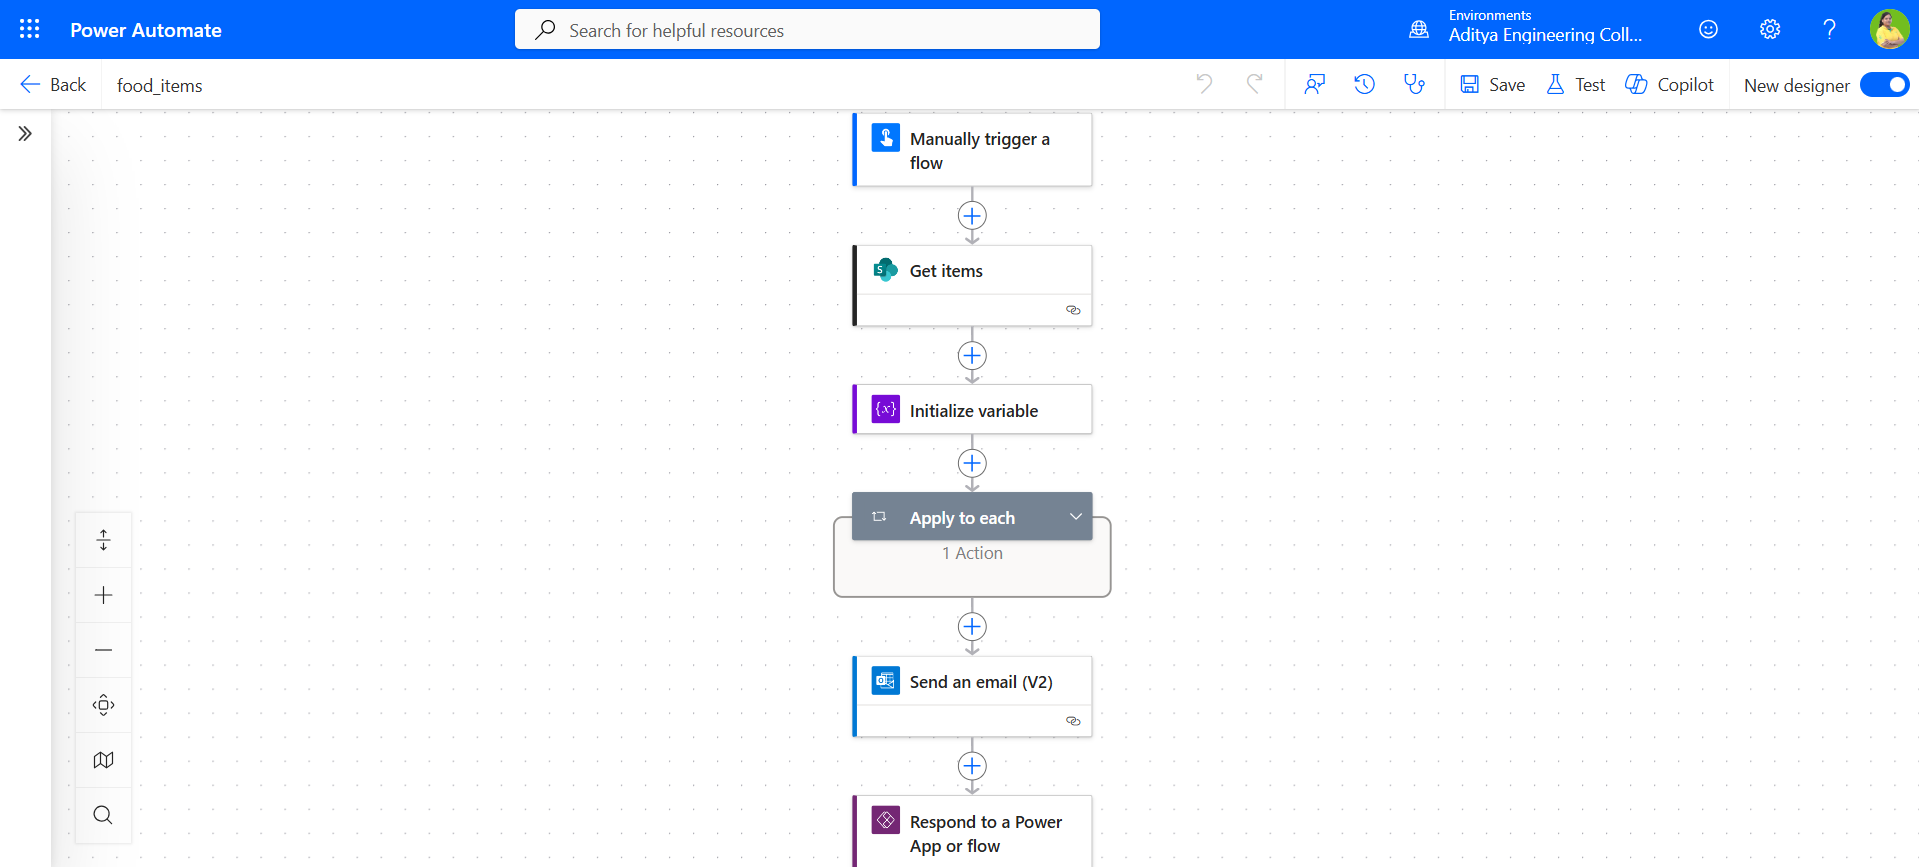 Power Automate
Search for helpful resources
Environments
Aditya Engineering Coll...
Back
food_items
Save
Test
Copilot
New designer
Manually trigger a
flow
Get items
Initialize variable
Apply to each
1 Action
Send an email (V2)
Respond to a Power
App or flow